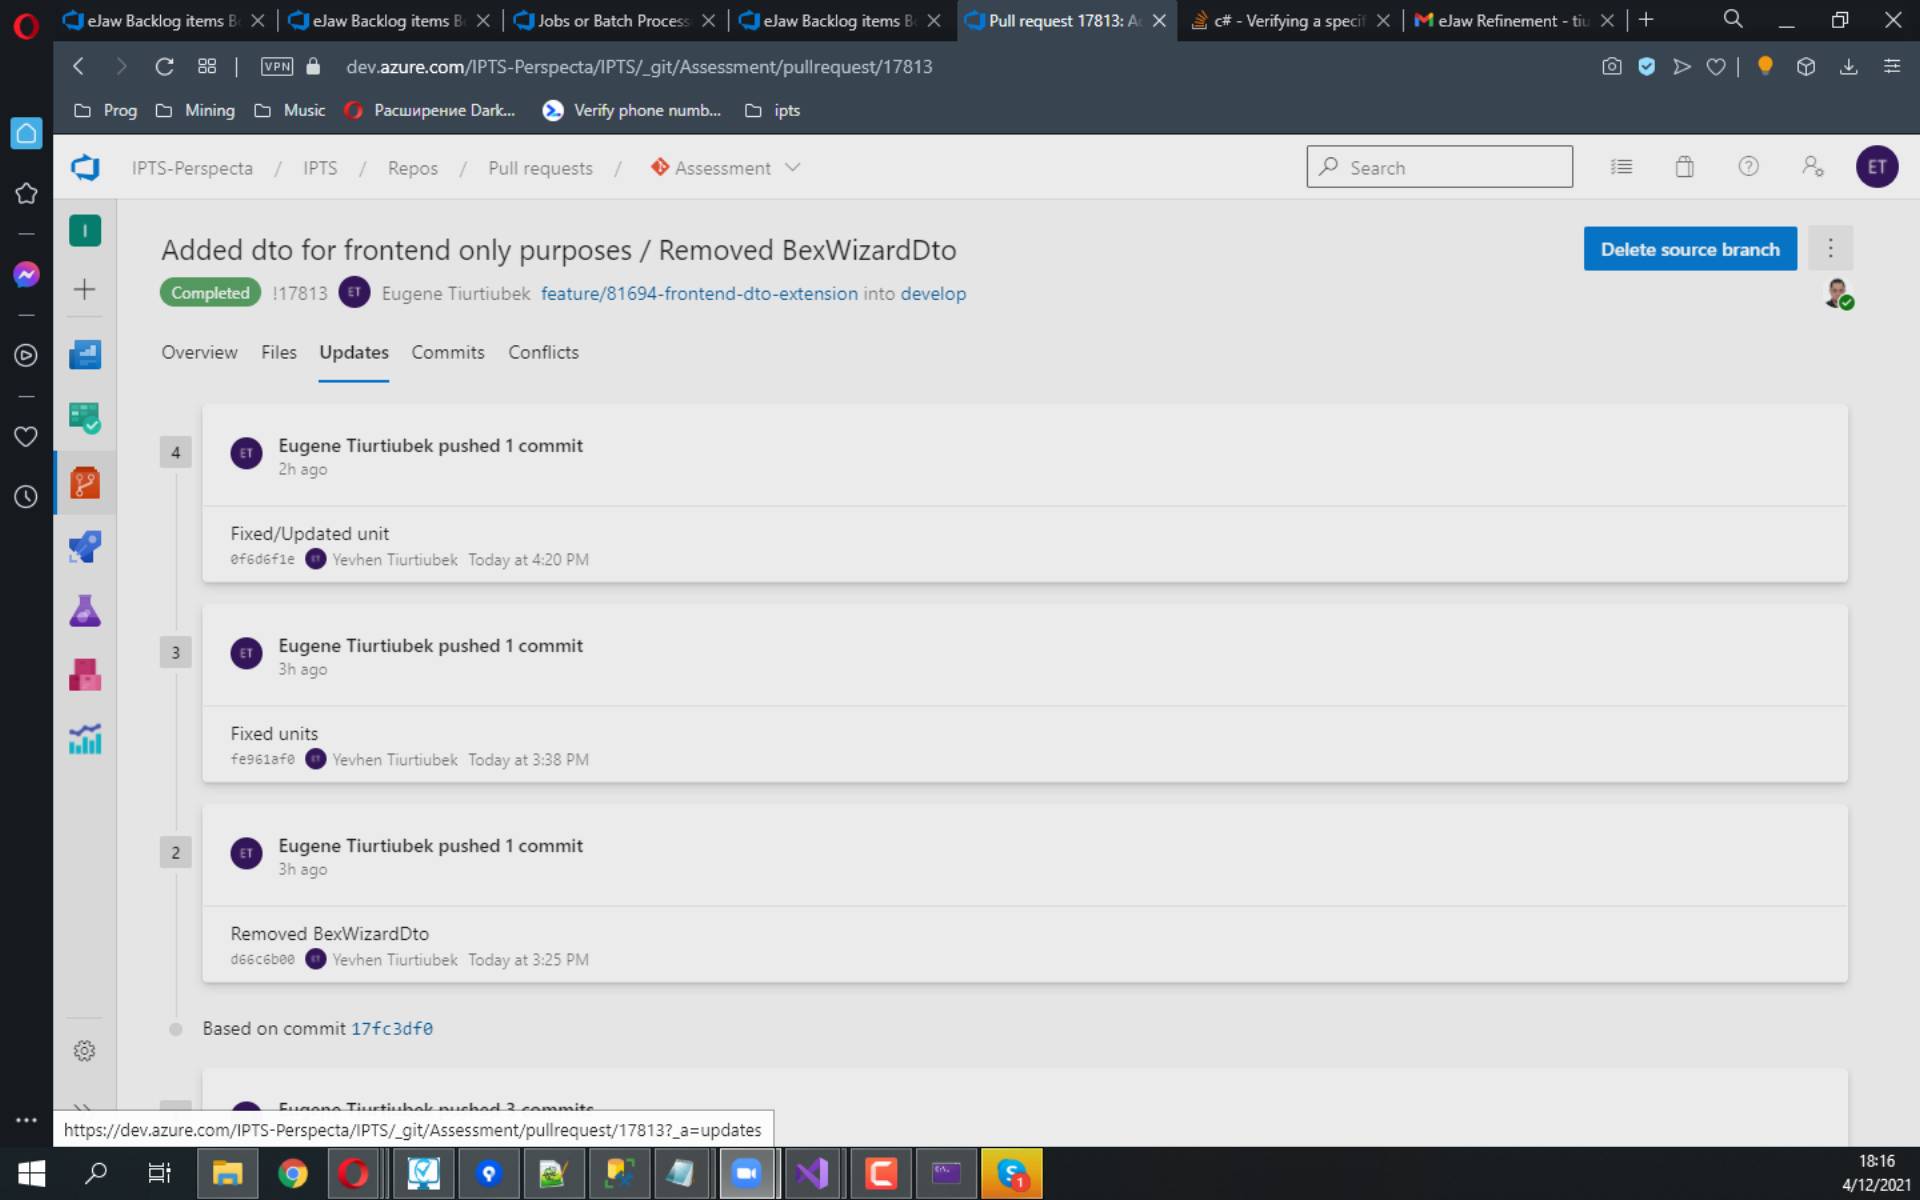 eJaw Backlog items B
eJaw Backlog items B
Jobs or Batch Process
eJaw Backlog items B
Pull request 17813: A
c# - Verifying a specif
eJaw Refinement - tiu
VPN
dev.azure.com/IPTS-Perspecta/IPTS/_git/Assessment/pullrequest/17813
Prog
Mining
Music
Расширение Dark...
Verify phone numb...
ipts
IPTS-Perspecta / IPTS / Repos / Pull requests / Assessment
Search
ET
I
Added dto for frontend only purposes / Removed BexWizardDto
Delete source branch
Completed !17813 ET Eugene Tiurtiubek feature/81694-frontend-dto-extension into develop
Overview Files Updates Commits Conflicts
4
ET
Eugene Tiurtiubek pushed 1 commit
2h ago
Fixed/Updated unit
0f6d6f1e ET Yevhen Tiurtiubek Today at 4:20 PM
3
ET
Eugene Tiurtiubek pushed 1 commit
3h ago
Fixed units
fe961af0 ET Yevhen Tiurtiubek Today at 3:38 PM
2
ET
Eugene Tiurtiubek pushed 1 commit
3h ago
Removed BexWizardDto
d66c6b00 ET Yevhen Tiurtiubek Today at 3:25 PM
Based on commit 17fc3df0
Eugene Tiurtiubek pushed 3 commits
https://dev.azure.com/IPTS-Perspecta/IPTS/_git/Assessment/pullrequest/17813?_a=updates
1
18:16
4/12/2021